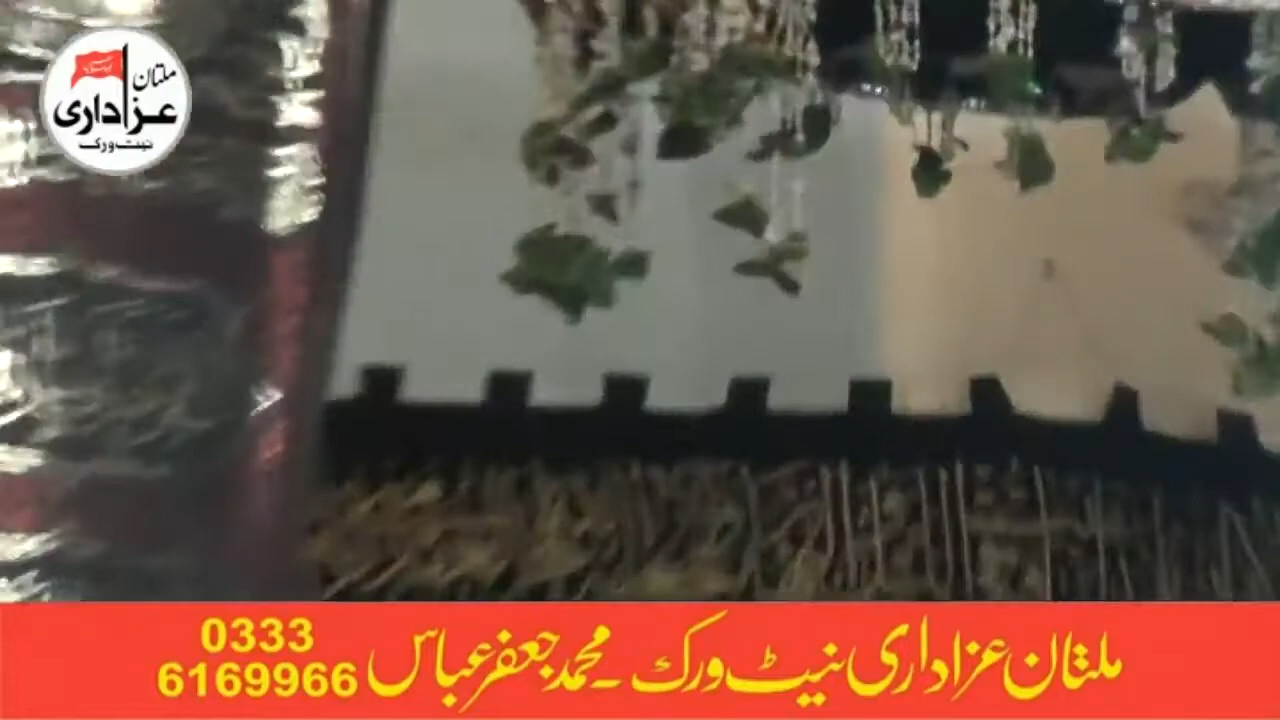 ملتان
عزاداری
نیٹ ورک
ملتان عزاداری نیٹ ورک ۔ محمد جعفر عباس
0333
6169966